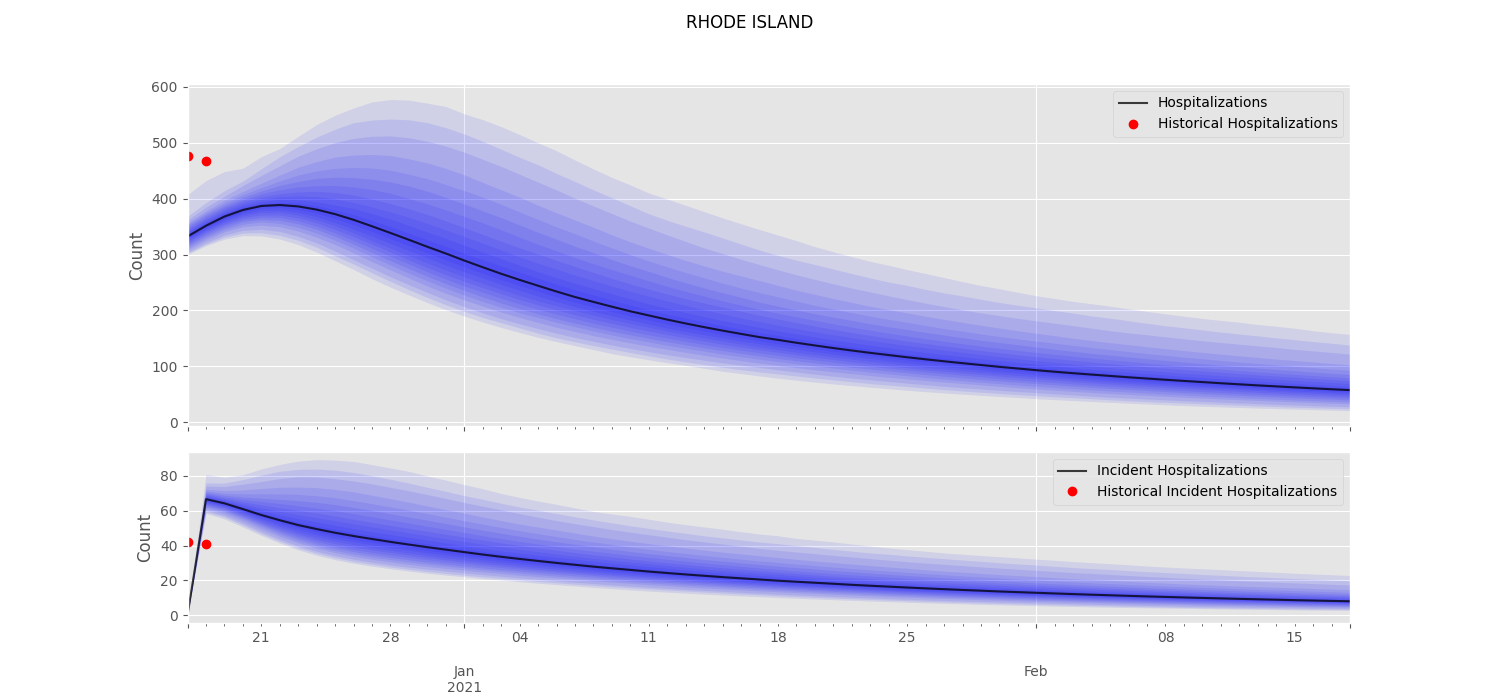 RHODE ISLAND
600
500
400
300
200
100
0
Count
Hospitalizations
Historical Hospitalizations
80
60
40
20
0
Count
Incident Hospitalizations
Historical Incident Hospitalizations
21 28 04 11 18 25 08 15
Jan Feb
2021